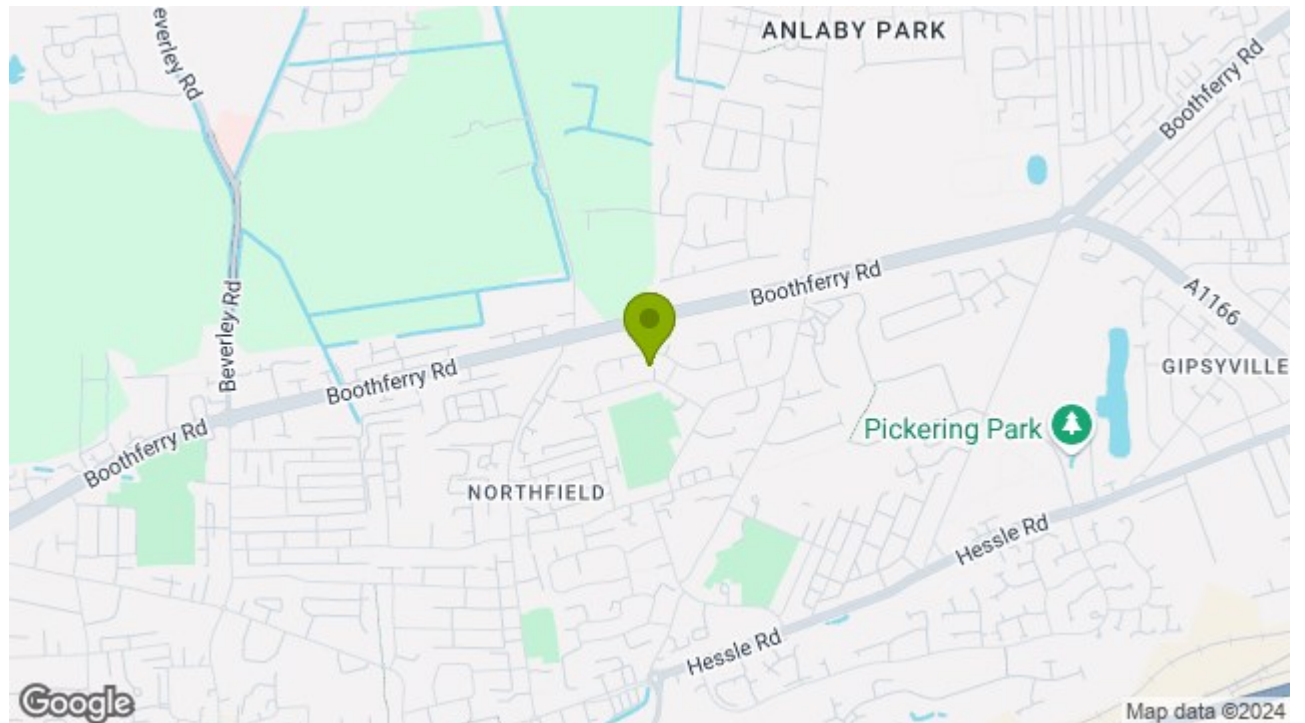 everley Rd
ANLABY PARK
Boothferry Rd
Boothferry Rd
A1166
Beverley Rd
Boothferry Rd
GIPSYVILLE
Boothferry Rd
Pickering Park
NORTHFIELD
Hessle Rd
Hessle Rd
Google
Map data ©2024